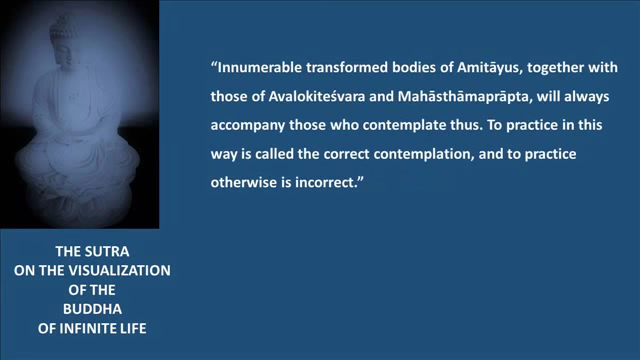 “Innumerable transformed bodies of Amitāyus, together with
those of Avalokiteśvara and Mahāsthāmaprāpta, will always
accompany those who contemplate thus. To practice in this
way is called the correct contemplation, and to practice
otherwise is incorrect.”
THE SUTRA
ON THE VISUALIZATION
OF THE
BUDDHA
OF INFINITE LIFE